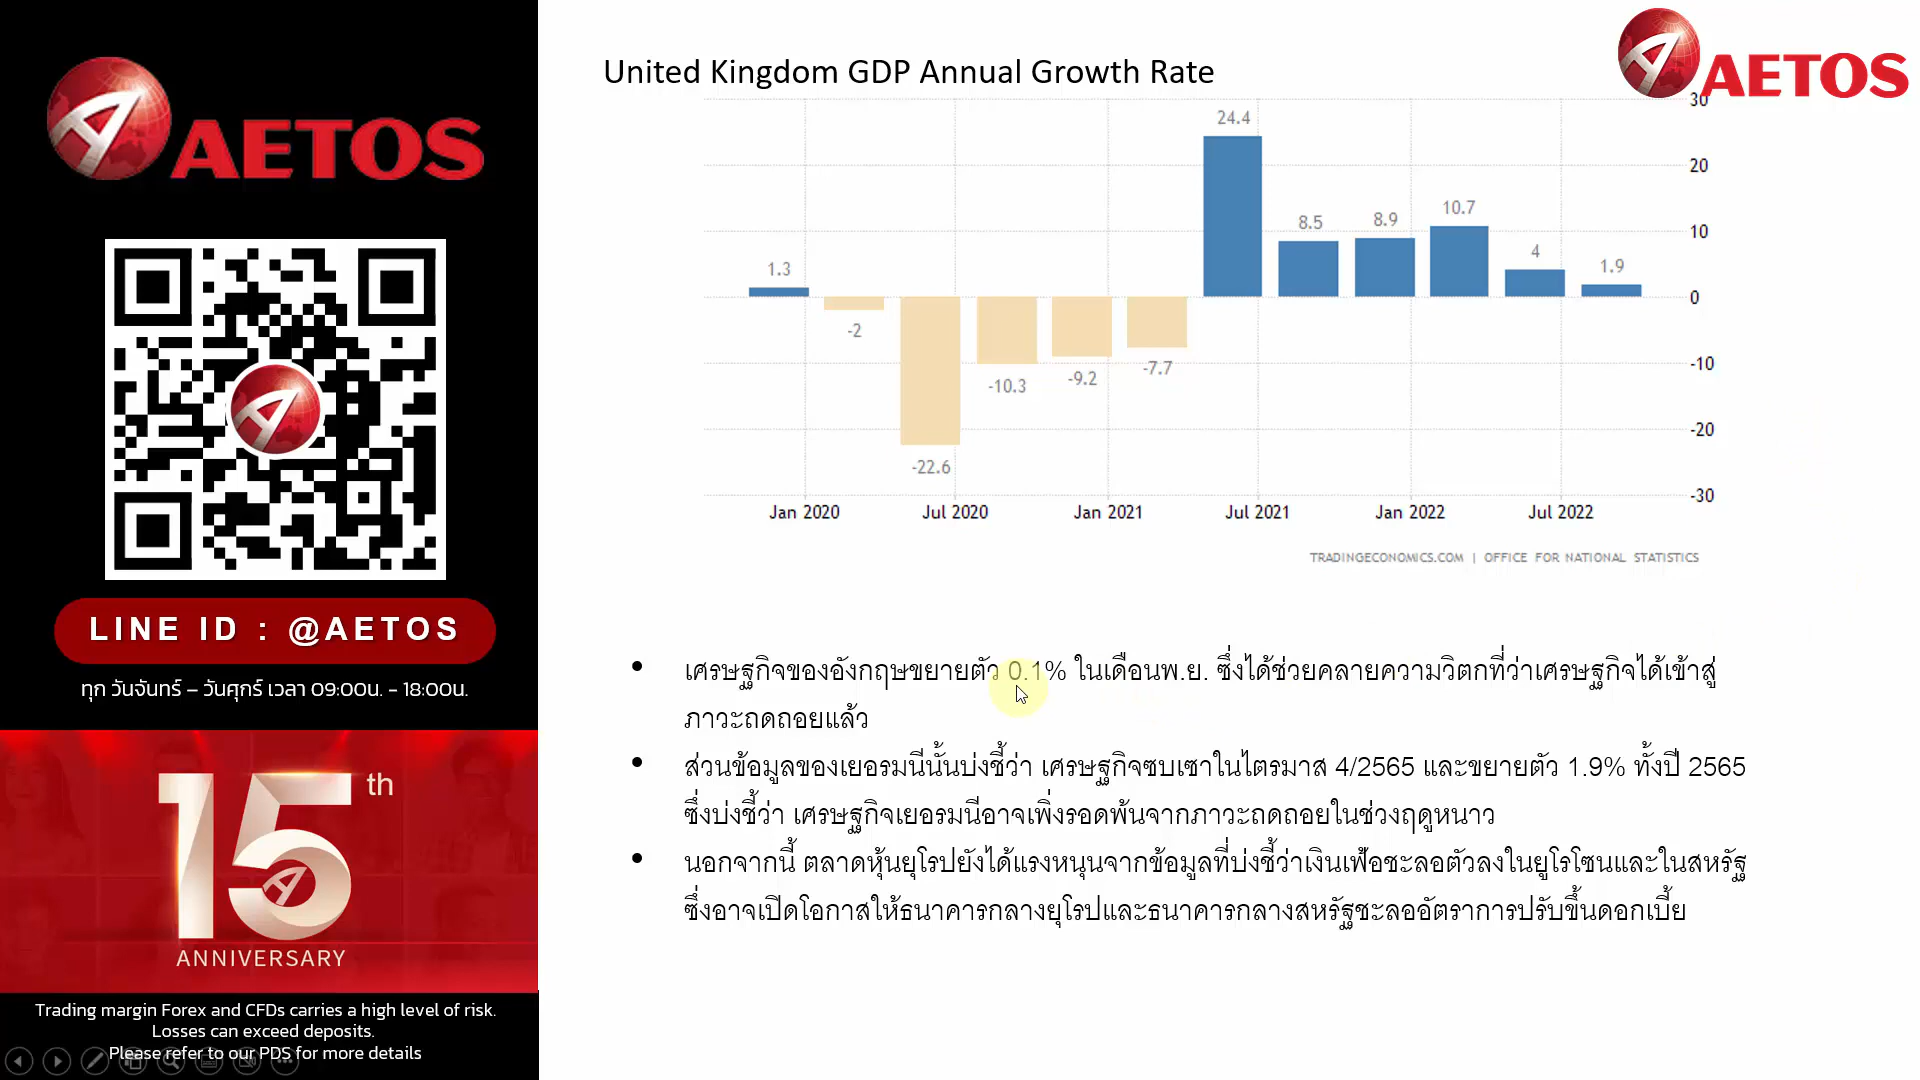 AETOS
LINE ID : @AETOS
ทุก วันจันทร์ – วันศุกร์ เวลา 09:00น. - 18:00น.
15th
ANNIVERSARY
Trading margin Forex and CFDs carries a high level of risk.
Losses can exceed deposits.
Please refer to our PDS for more details
AETOS
United Kingdom GDP Annual Growth Rate
30
20
10
0
-10
-20
-30
1.3
-2
-22.6
-10.3
-9.2
-7.7
24.4
8.5
8.9
10.7
4
1.9
Jan 2020 Jul 2020 Jan 2021 Jul 2021 Jan 2022 Jul 2022
TRADINGECONOMICS.COM | OFFICE FOR NATIONAL STATISTICS
• เศรษฐกิจของอังกฤษขยายตัว 0.1% ในเดือนพ.ย. ซึ่งได้ช่วยคลายความวิตกที่ว่าเศรษฐกิจได้เข้าสู่
ภาวะถดถอยแล้ว
• ส่วนข้อมูลของเยอรมนีนั้นบ่งชี้ว่า เศรษฐกิจซบเซาในไตรมาส 4/2565 และขยายตัว 1.9% ทั้งปี 2565
ซึ่งบ่งชี้ว่า เศรษฐกิจเยอรมนีอาจเพิ่งรอดพ้นจากภาวะถดถอยในช่วงฤดูหนาว
• นอกจากนี้ ตลาดหุ้นยุโรปยังได้แรงหนุนจากข้อมูลที่บ่งชี้ว่าเงินเฟ้อชะลอตัวลงในยูโรโซนและในสหรัฐ
ซึ่งอาจเปิดโอกาสให้ธนาคารกลางยุโรปและธนาคารกลางสหรัฐชะลออัตราการปรับขึ้นดอกเบี้ย